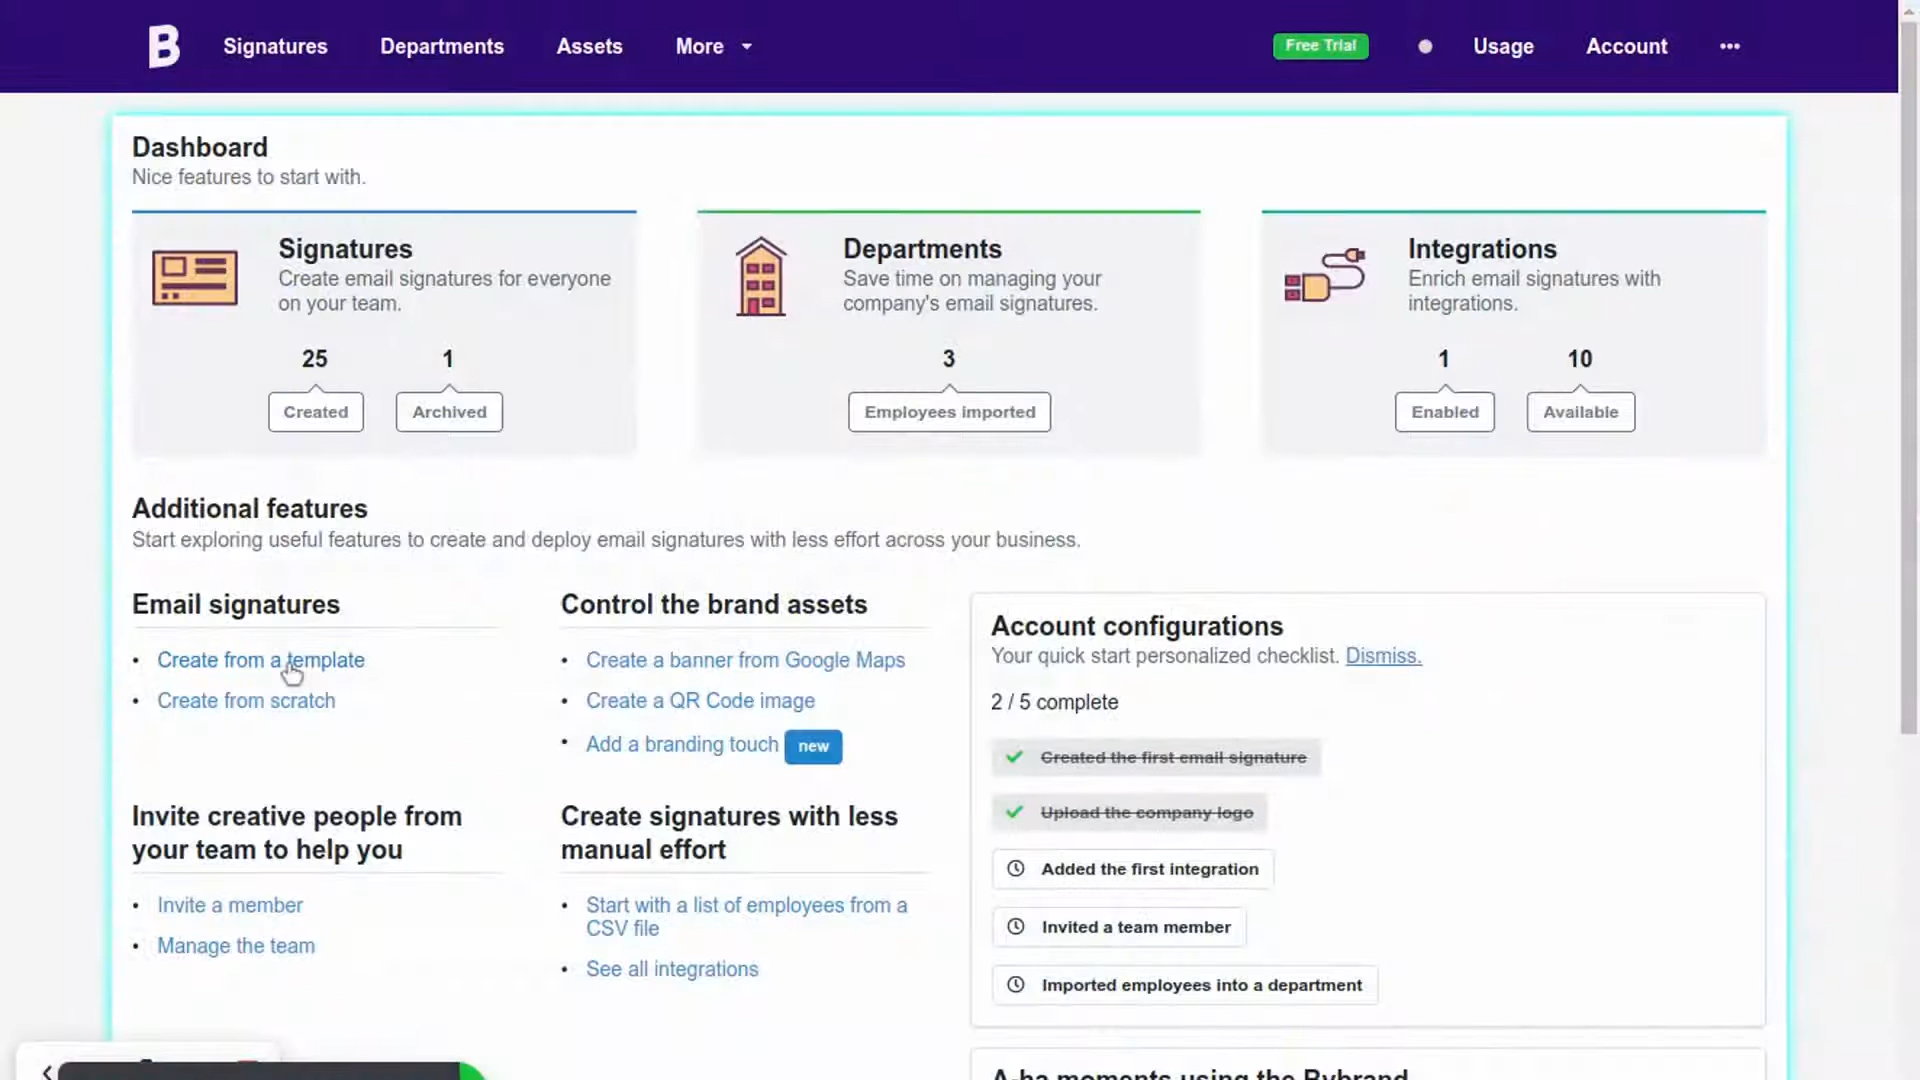 B Signatures Departments Assets More Free Trial Usage Account •••
Dashboard
Nice features to start with.
Signatures
Create email signatures for everyone
on your team.
25 1
Created Archived
Departments
Save time on managing your
company's email signatures.
3
Employees imported
Integrations
Enrich email signatures with
integrations.
1 10
Enabled Available
Additional features
Start exploring useful features to create and deploy email signatures with less effort across your business.
Email signatures
• Create from a template
• Create from scratch
Control the brand assets
• Create a banner from Google Maps
• Create a QR Code image
• Add a branding touch new
Invite creative people from
your team to help you
• Invite a member
• Manage the team
Create signatures with less
manual effort
• Start with a list of employees from a
CSV file
• See all integrations
Account configurations
Your quick start personalized checklist. Dismiss.
2 / 5 complete
Created the first email signature
Upload the company logo
Added the first integration
Invited a team member
Imported employees into a department
A-ha moments using the Bybrand